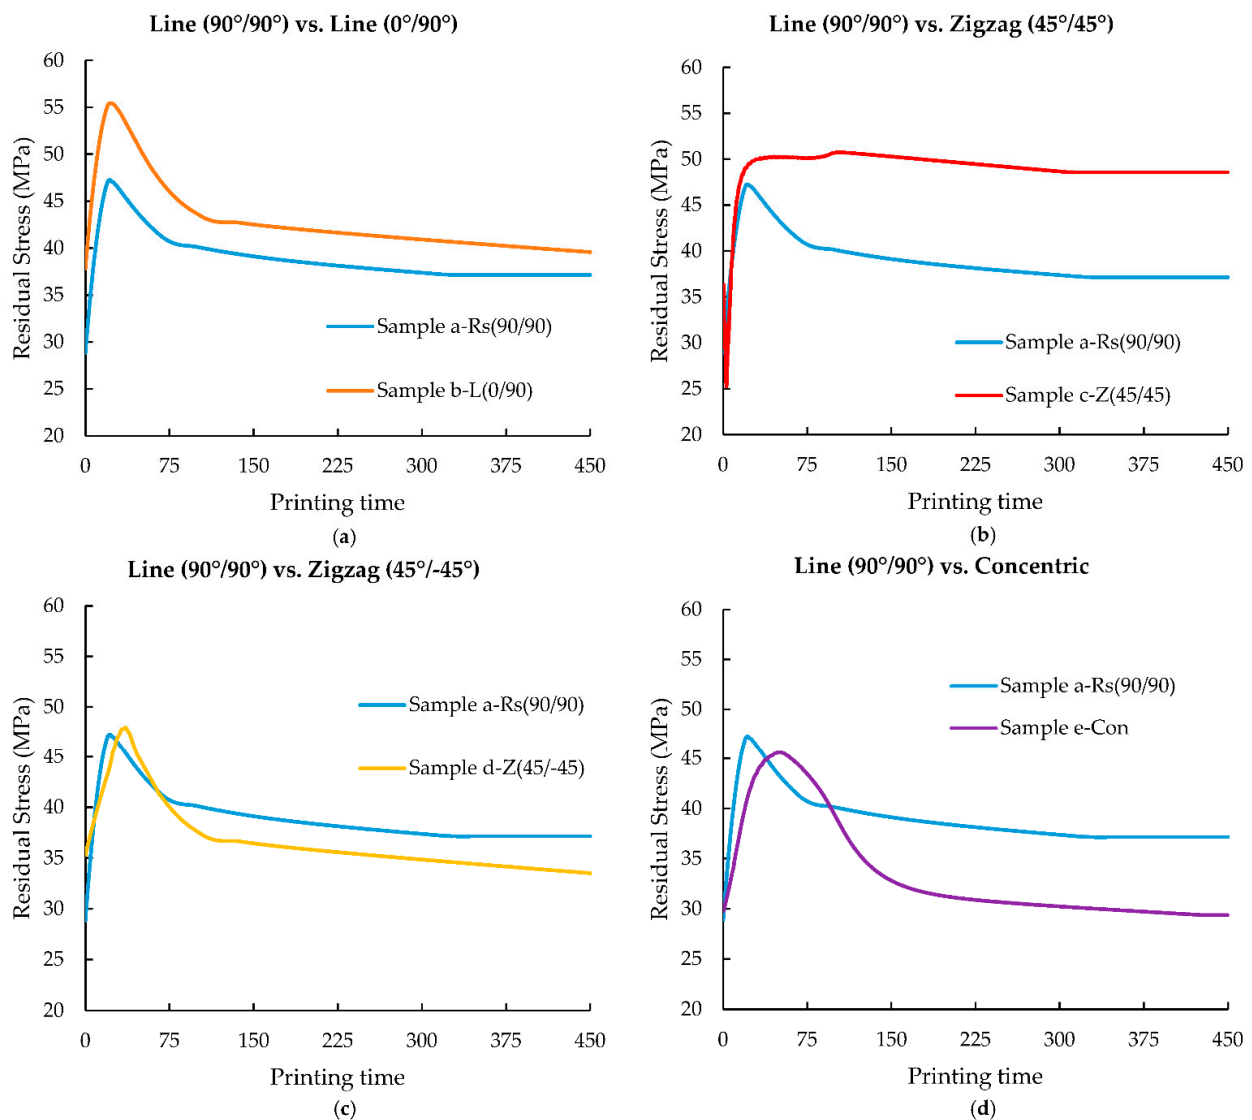 Line (90°/90°) vs. Line (0°/90°)
60
55
50
45
40
35
30
25
20
Residual Stress (MPa)
Sample a-Rs(90/90)
Sample b-L(0/90)
0 75 150 225 300 375 450
Printing time
(a)
Line (90°/90°) vs. Zigzag (45°/45°)
60
55
50
45
40
35
30
25
20
Residual Stress (MPa)
Sample a-Rs(90/90)
Sample c-Z(45/45)
0 75 150 225 300 375 450
Printing time
(b)
Line (90°/90°) vs. Zigzag (45°/-45°)
60
55
50
45
40
35
30
25
20
Residual Stress (MPa)
Sample a-Rs(90/90)
Sample d-Z(45/-45)
0 75 150 225 300 375 450
Printing time
(c)
Line (90°/90°) vs. Concentric
60
55
50
45
40
35
30
25
20
Residual Stress (MPa)
Sample a-Rs(90/90)
Sample e-Con
0 75 150 225 300 375 450
Printing time
(d)